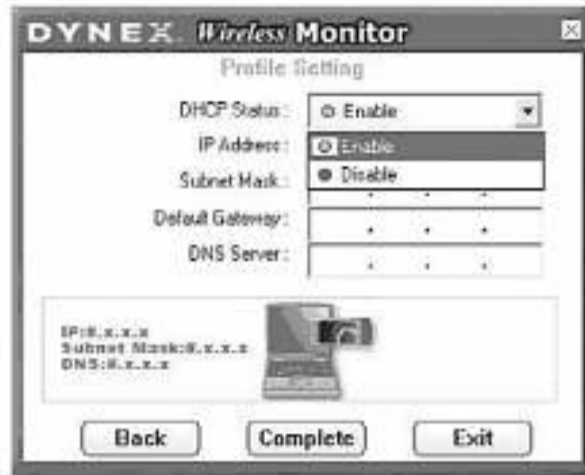 DYNEX Wireless Monitor
Profile Setting
DHCP Status: Enable
IP Address: Enable
Disable
Subnet Mask:
Default Gateway:
DNS Server:
IP:X.x.x.x
Subnet Mask:X.x.x.x
DNS:X.x.x.x
Back Complete Exit